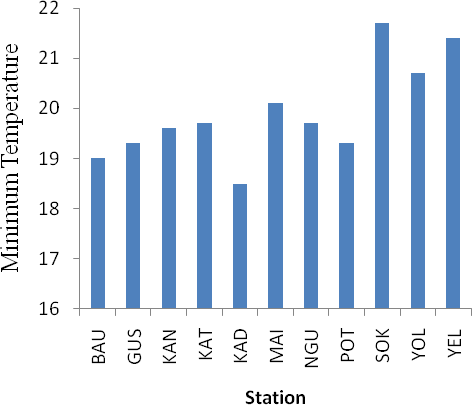 22
21
20
19
18
17
16
Minimum Temperature
BAU GUS KAN KAT KAD MAI NGU POT SOK YOL YEL
Station